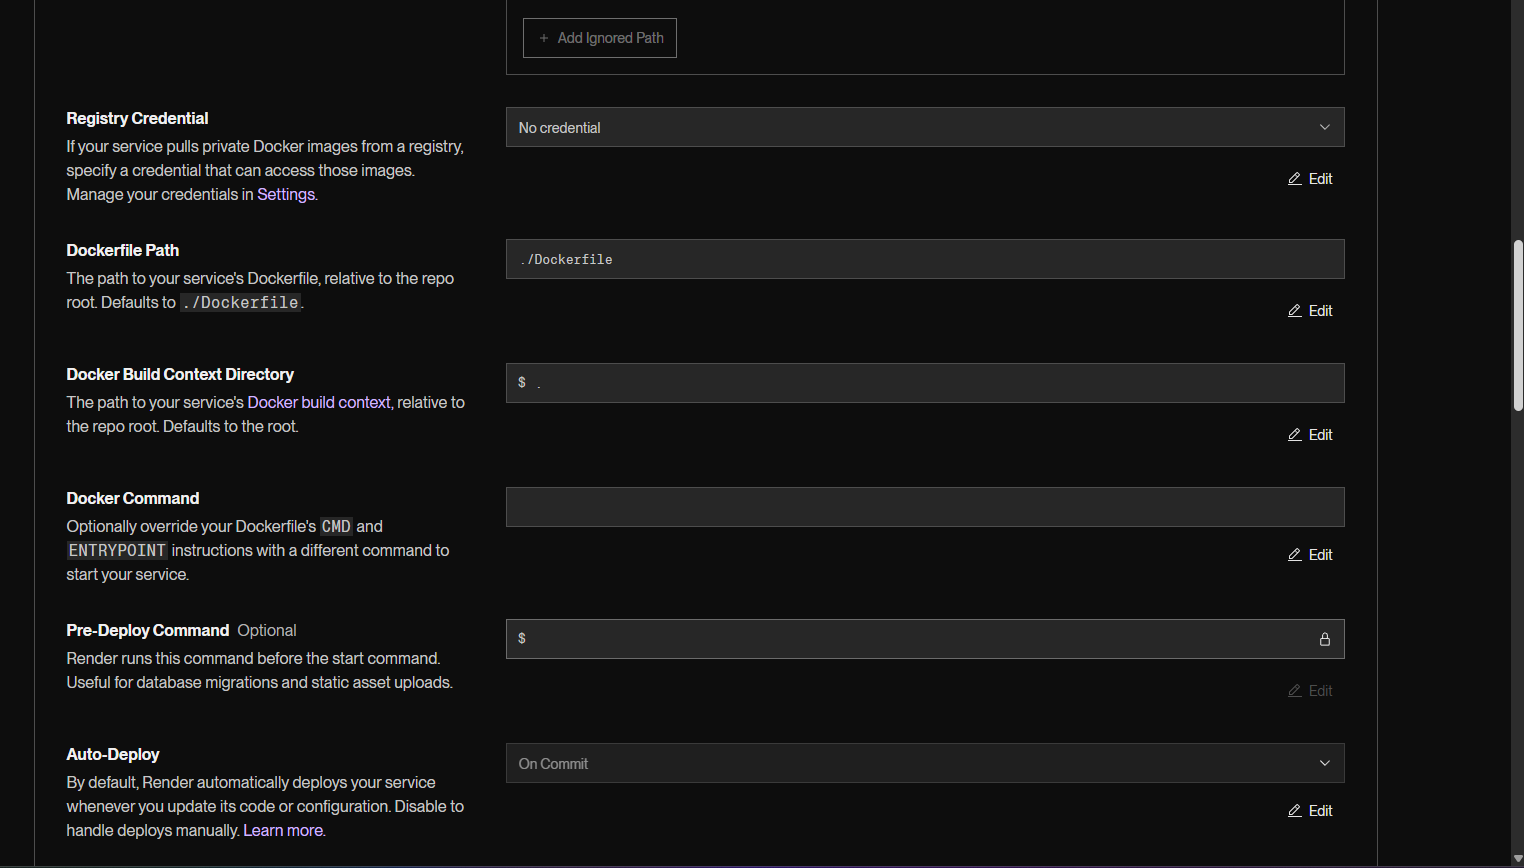 + Add Ignored Path
Registry Credential
If your service pulls private Docker images from a registry,
specify a credential that can access those images.
Manage your credentials in Settings.
No credential
Edit
Dockerfile Path
The path to your service's Dockerfile, relative to the repo
root. Defaults to ./Dockerfile.
./Dockerfile
Edit
Docker Build Context Directory
The path to your service's Docker build context, relative to
the repo root. Defaults to the root.
$ .
Edit
Docker Command
Optionally override your Dockerfile's CMD and
ENTRYPOINT instructions with a different command to
start your service.
Edit
Pre-Deploy Command Optional
Render runs this command before the start command.
Useful for database migrations and static asset uploads.
$
Edit
Auto-Deploy
By default, Render automatically deploys your service
whenever you update its code or configuration. Disable to
handle deploys manually. Learn more.
On Commit
Edit